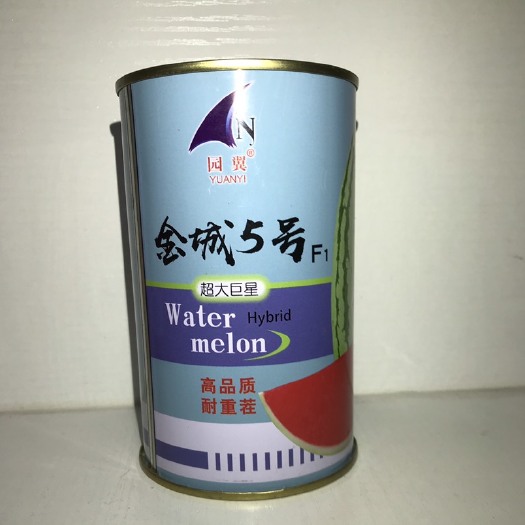 N
园翼®
YUANYI
金城5号 F1
超大巨星
Water Hybrid
melon
高品质
耐重茬